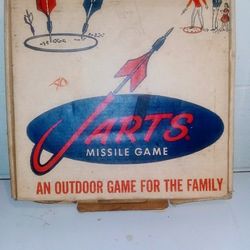 JARTS
MISSILE GAME
AN OUTDOOR GAME FOR THE FAMILY